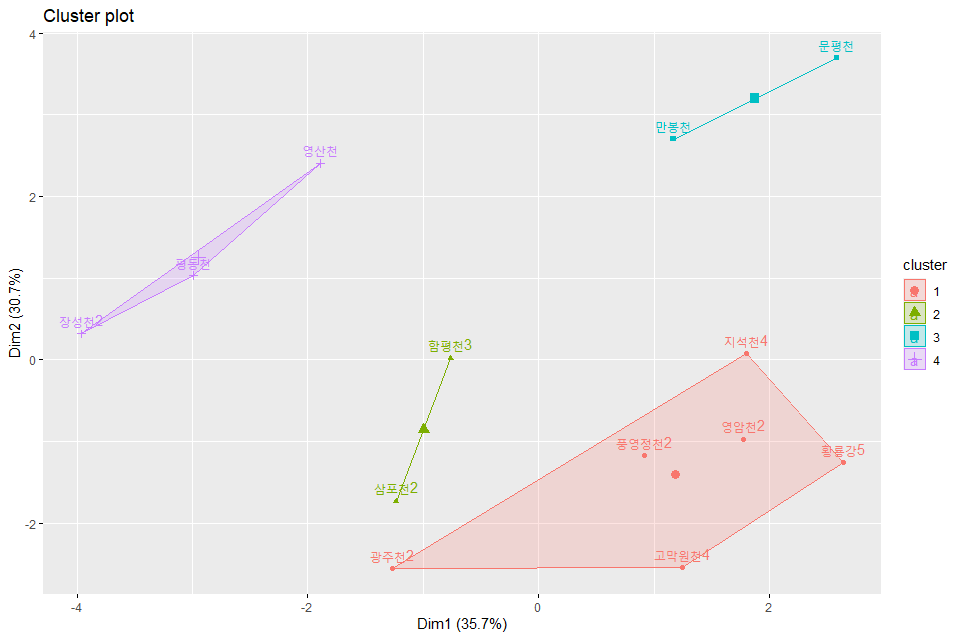 Cluster plot
4
2
0
-2
-4
-2
0
2
Dim2 (30.7%)
Dim1 (35.7%)
문평천
만봉천
영산천
평동천
장성천2
함평천3
지석천4
영암천2
풍영정천2
황룡강5
삼포천2
광주천2
고막원천4
cluster
1
2
3
4